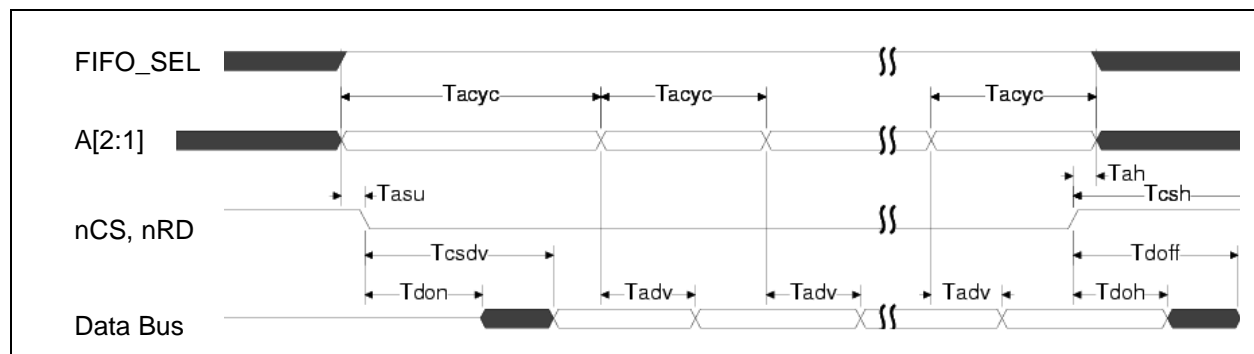 FIFO_SEL
Tacyc Tacyc Tacyc
A[2:1]
Tah
Tasu Tcsh
nCS, nRD
Tcsdv Tdoff
Tdon Tadv Tadv Tadv Tdoh
Data Bus